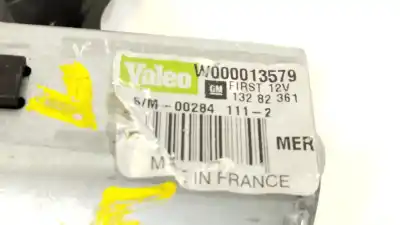 Valeo W000013579
GM FIRST 12V
132 82 361
S/M-00284 111-2
MER
IN FRANCE